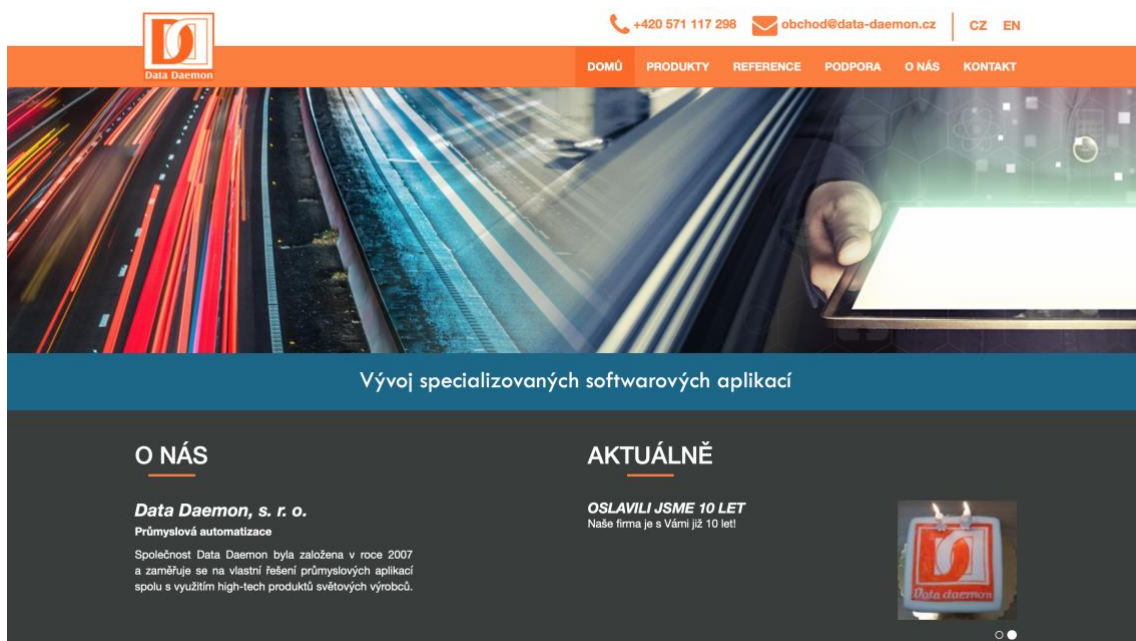 +420 571 117 298 obchod@data-daemon.cz CZ EN
Data Daemon
DOMŮ PRODUKTY REFERENCE PODPORA O NÁS KONTAKT
Vývoj specializovaných softwarových aplikací
O NÁS
Data Daemon, s. r. o.
Průmyslová automatizace
Společnost Data Daemon byla založena v roce 2007
a zaměřuje se na vlastní řešení průmyslových aplikací
spolu s využitím high-tech produktů světových výrobců.
AKTUÁLNĚ
OSLAVILI JSME 10 LET
Naše firma je s Vámi již 10 let!
Data daemon